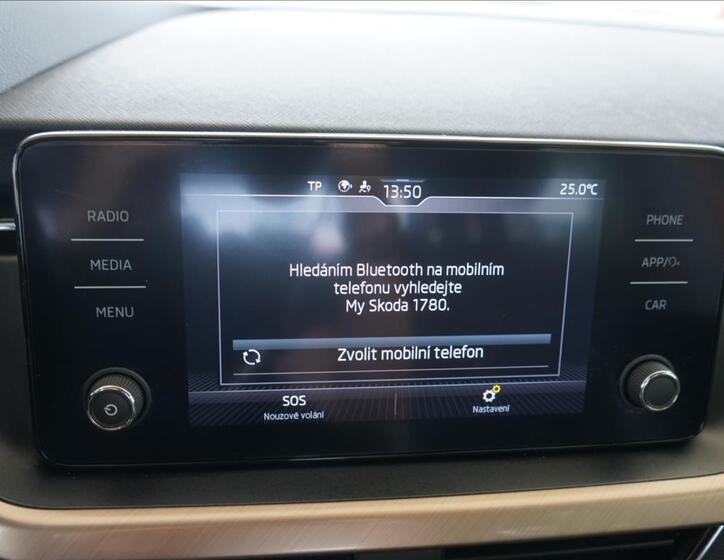 TP 13:50 25.0°C
RADIO
MEDIA
MENU
PHONE
APP/
CAR
Hledáním Bluetooth na mobilním
telefonu vyhledejte
My Skoda 1780.
Zvolit mobilní telefon
SOS
Nouzové volání
Nastavení